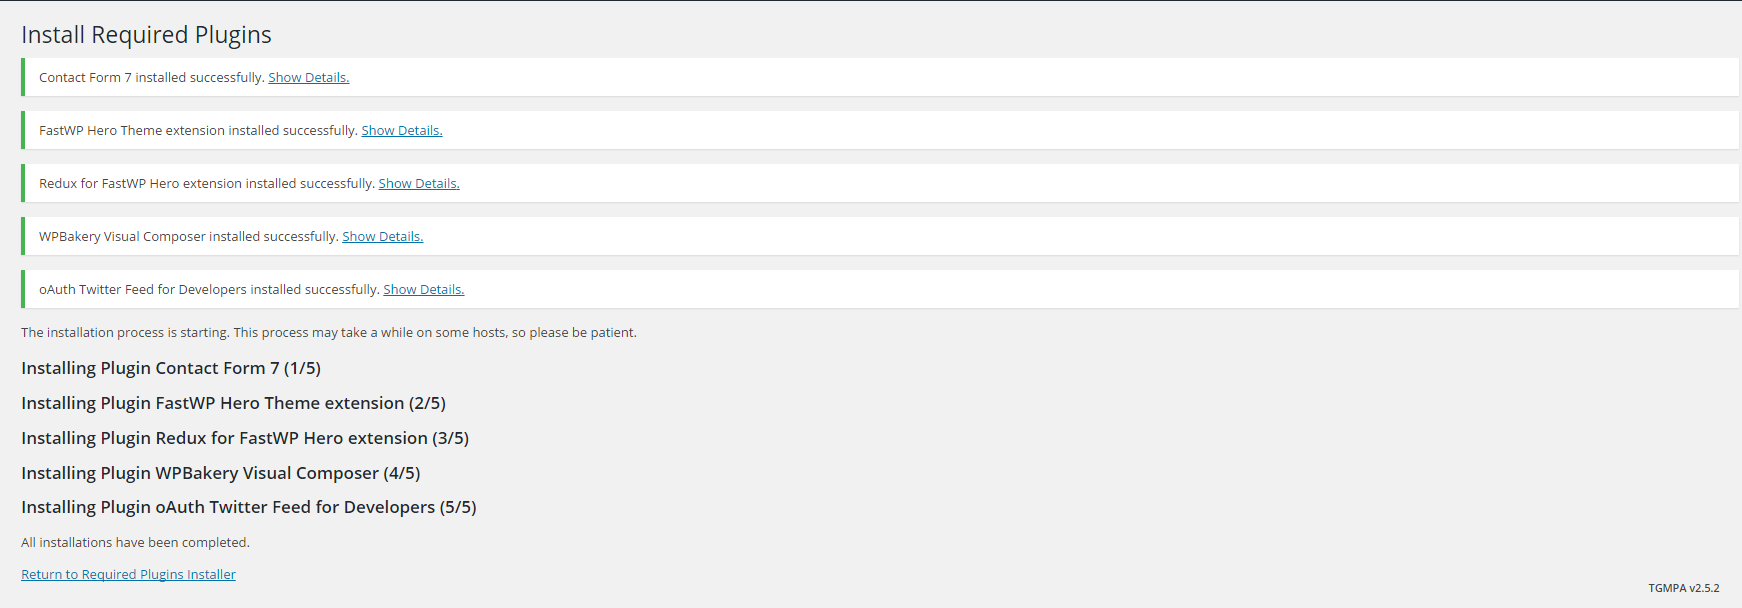 Install Required Plugins
Contact Form 7 installed successfully. Show Details.
FastWP Hero Theme extension installed successfully. Show Details.
Redux for FastWP Hero extension installed successfully. Show Details.
WPBakery Visual Composer installed successfully. Show Details.
oAuth Twitter Feed for Developers installed successfully. Show Details.
The installation process is starting. This process may take a while on some hosts, so please be patient.
Installing Plugin Contact Form 7 (1/5)
Installing Plugin FastWP Hero Theme extension (2/5)
Installing Plugin Redux for FastWP Hero extension (3/5)
Installing Plugin WPBakery Visual Composer (4/5)
Installing Plugin oAuth Twitter Feed for Developers (5/5)
All installations have been completed.
Return to Required Plugins Installer
TGMPA v2.5.2